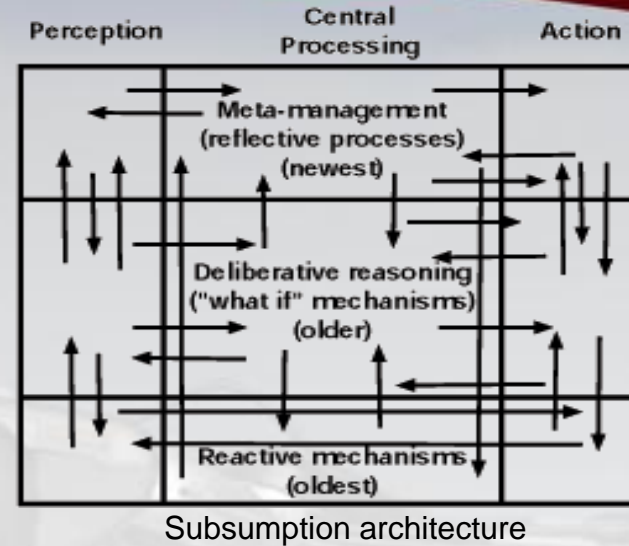 Perception
Central
Processing
Action
Meta-management
(reflective processes)
(newest)
Deliberative reasoning
("what if" mechanisms)
(older)
Reactive mechanisms
(oldest)
Subsumption architecture